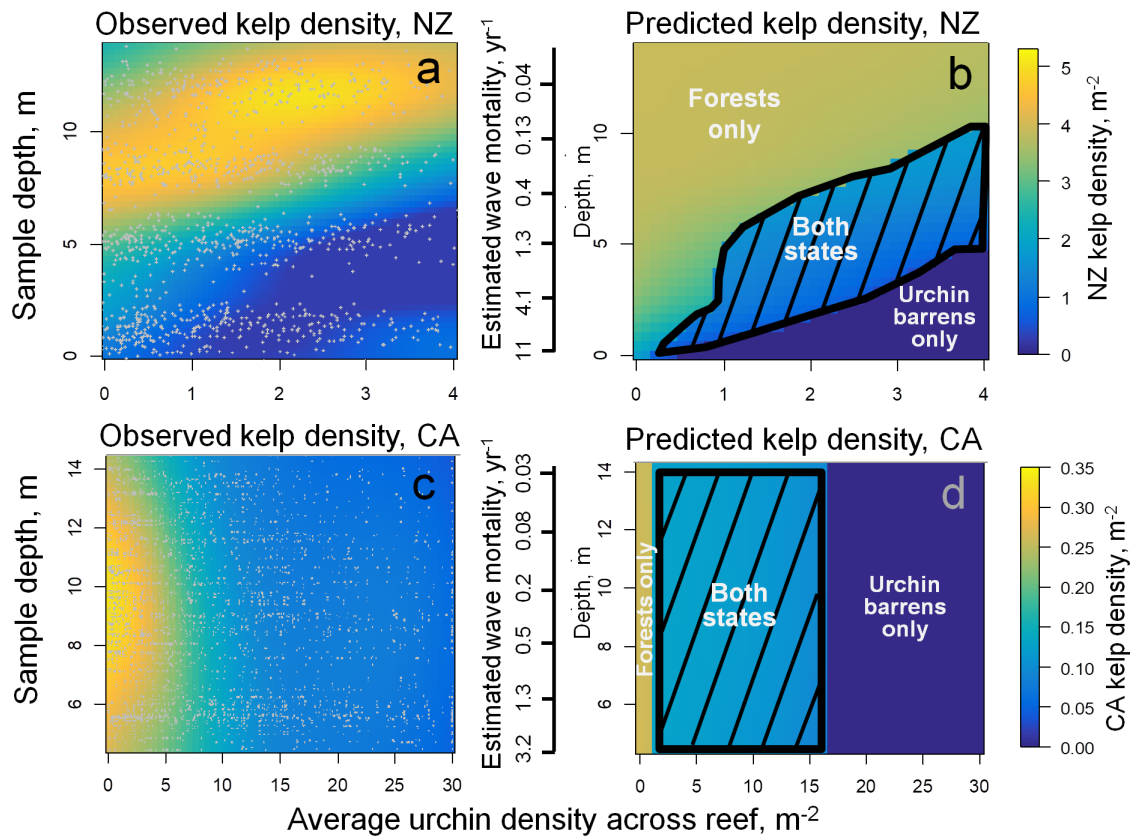 Observed kelp density, NZ
Predicted kelp density, NZ
a
b
Sample depth, m
10
5
0
0 1 2 3 4
Estimated wave mortality, yr-1
0.04
0.13
0.4
1.3
4.1
11
Depth, m
10
5
0
Forests
only
Both
states
Urchin
barrens
only
0 1 2 3 4
5
4
3
2
1
0
NZ kelp density, m-2
Observed kelp density, CA
Predicted kelp density, CA
c
d
Sample depth, m
14
12
10
8
6
0 5 10 15 20 25 30
Estimated wave mortality, yr-1
0.03
0.08
0.2
0.5
1.3
3.2
Depth, m
14
12
10
8
6
Forests only
Both
states
Urchin
barrens
only
0 5 10 15 20 25 30
0.35
0.30
0.25
0.20
0.15
0.10
0.05
0.00
CA kelp density, m-2
Average urchin density across reef, m-2